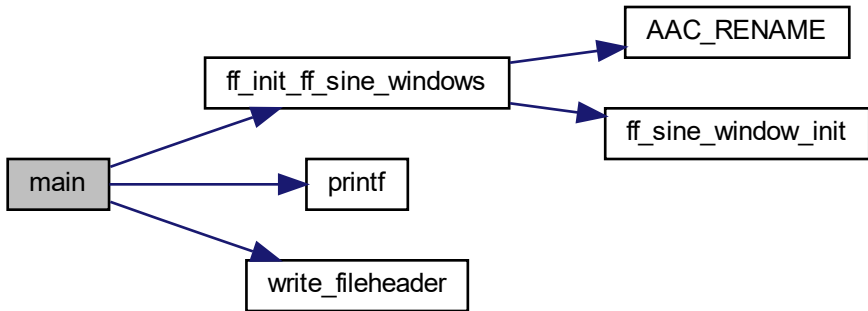 main
ff_init_ff_sine_windows
AAC_RENAME
ff_sine_window_init
printf
write_fileheader